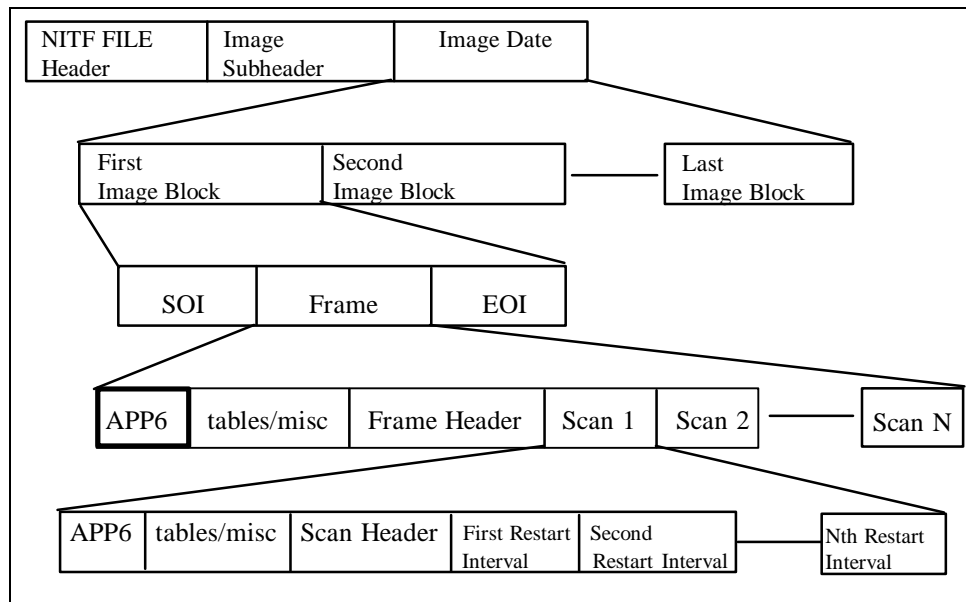 NITF FILE Header
Image Subheader
Image Date
First Image Block
Second Image Block
Last Image Block
SOI
Frame
EOI
APP6
tables/misc
Frame Header
Scan 1
Scan 2
Scan N
APP6
tables/misc
Scan Header
First Restart Interval
Second Restart Interval
Nth Restart Interval